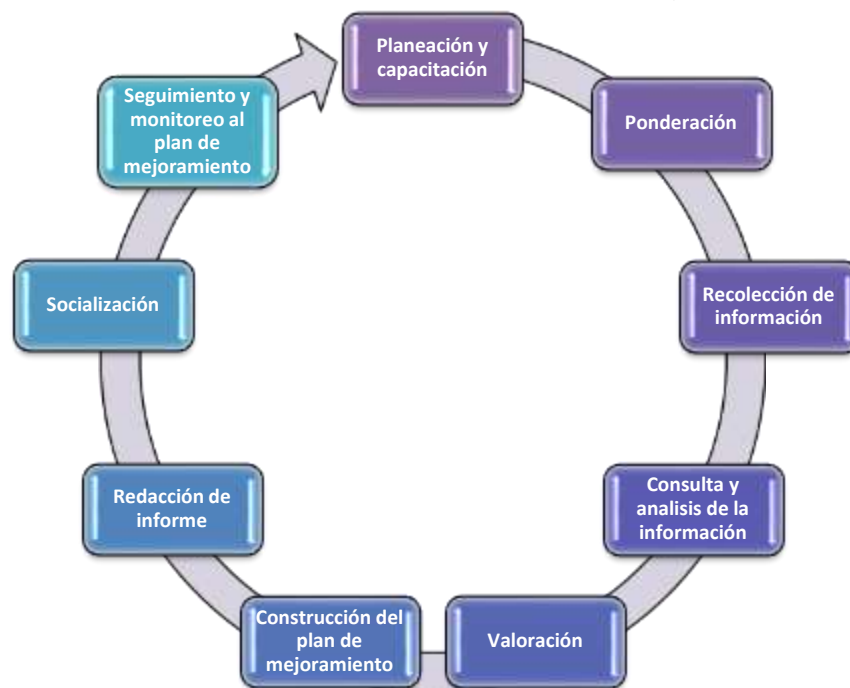 Planeación y
capacitación
Ponderación
Recolección de
información
Consulta y
analisis de la
información
Valoración
Construcción del
plan de
mejoramiento
Redacción de
informe
Socialización
Seguimiento y
monitoreo al
plan de
mejoramiento